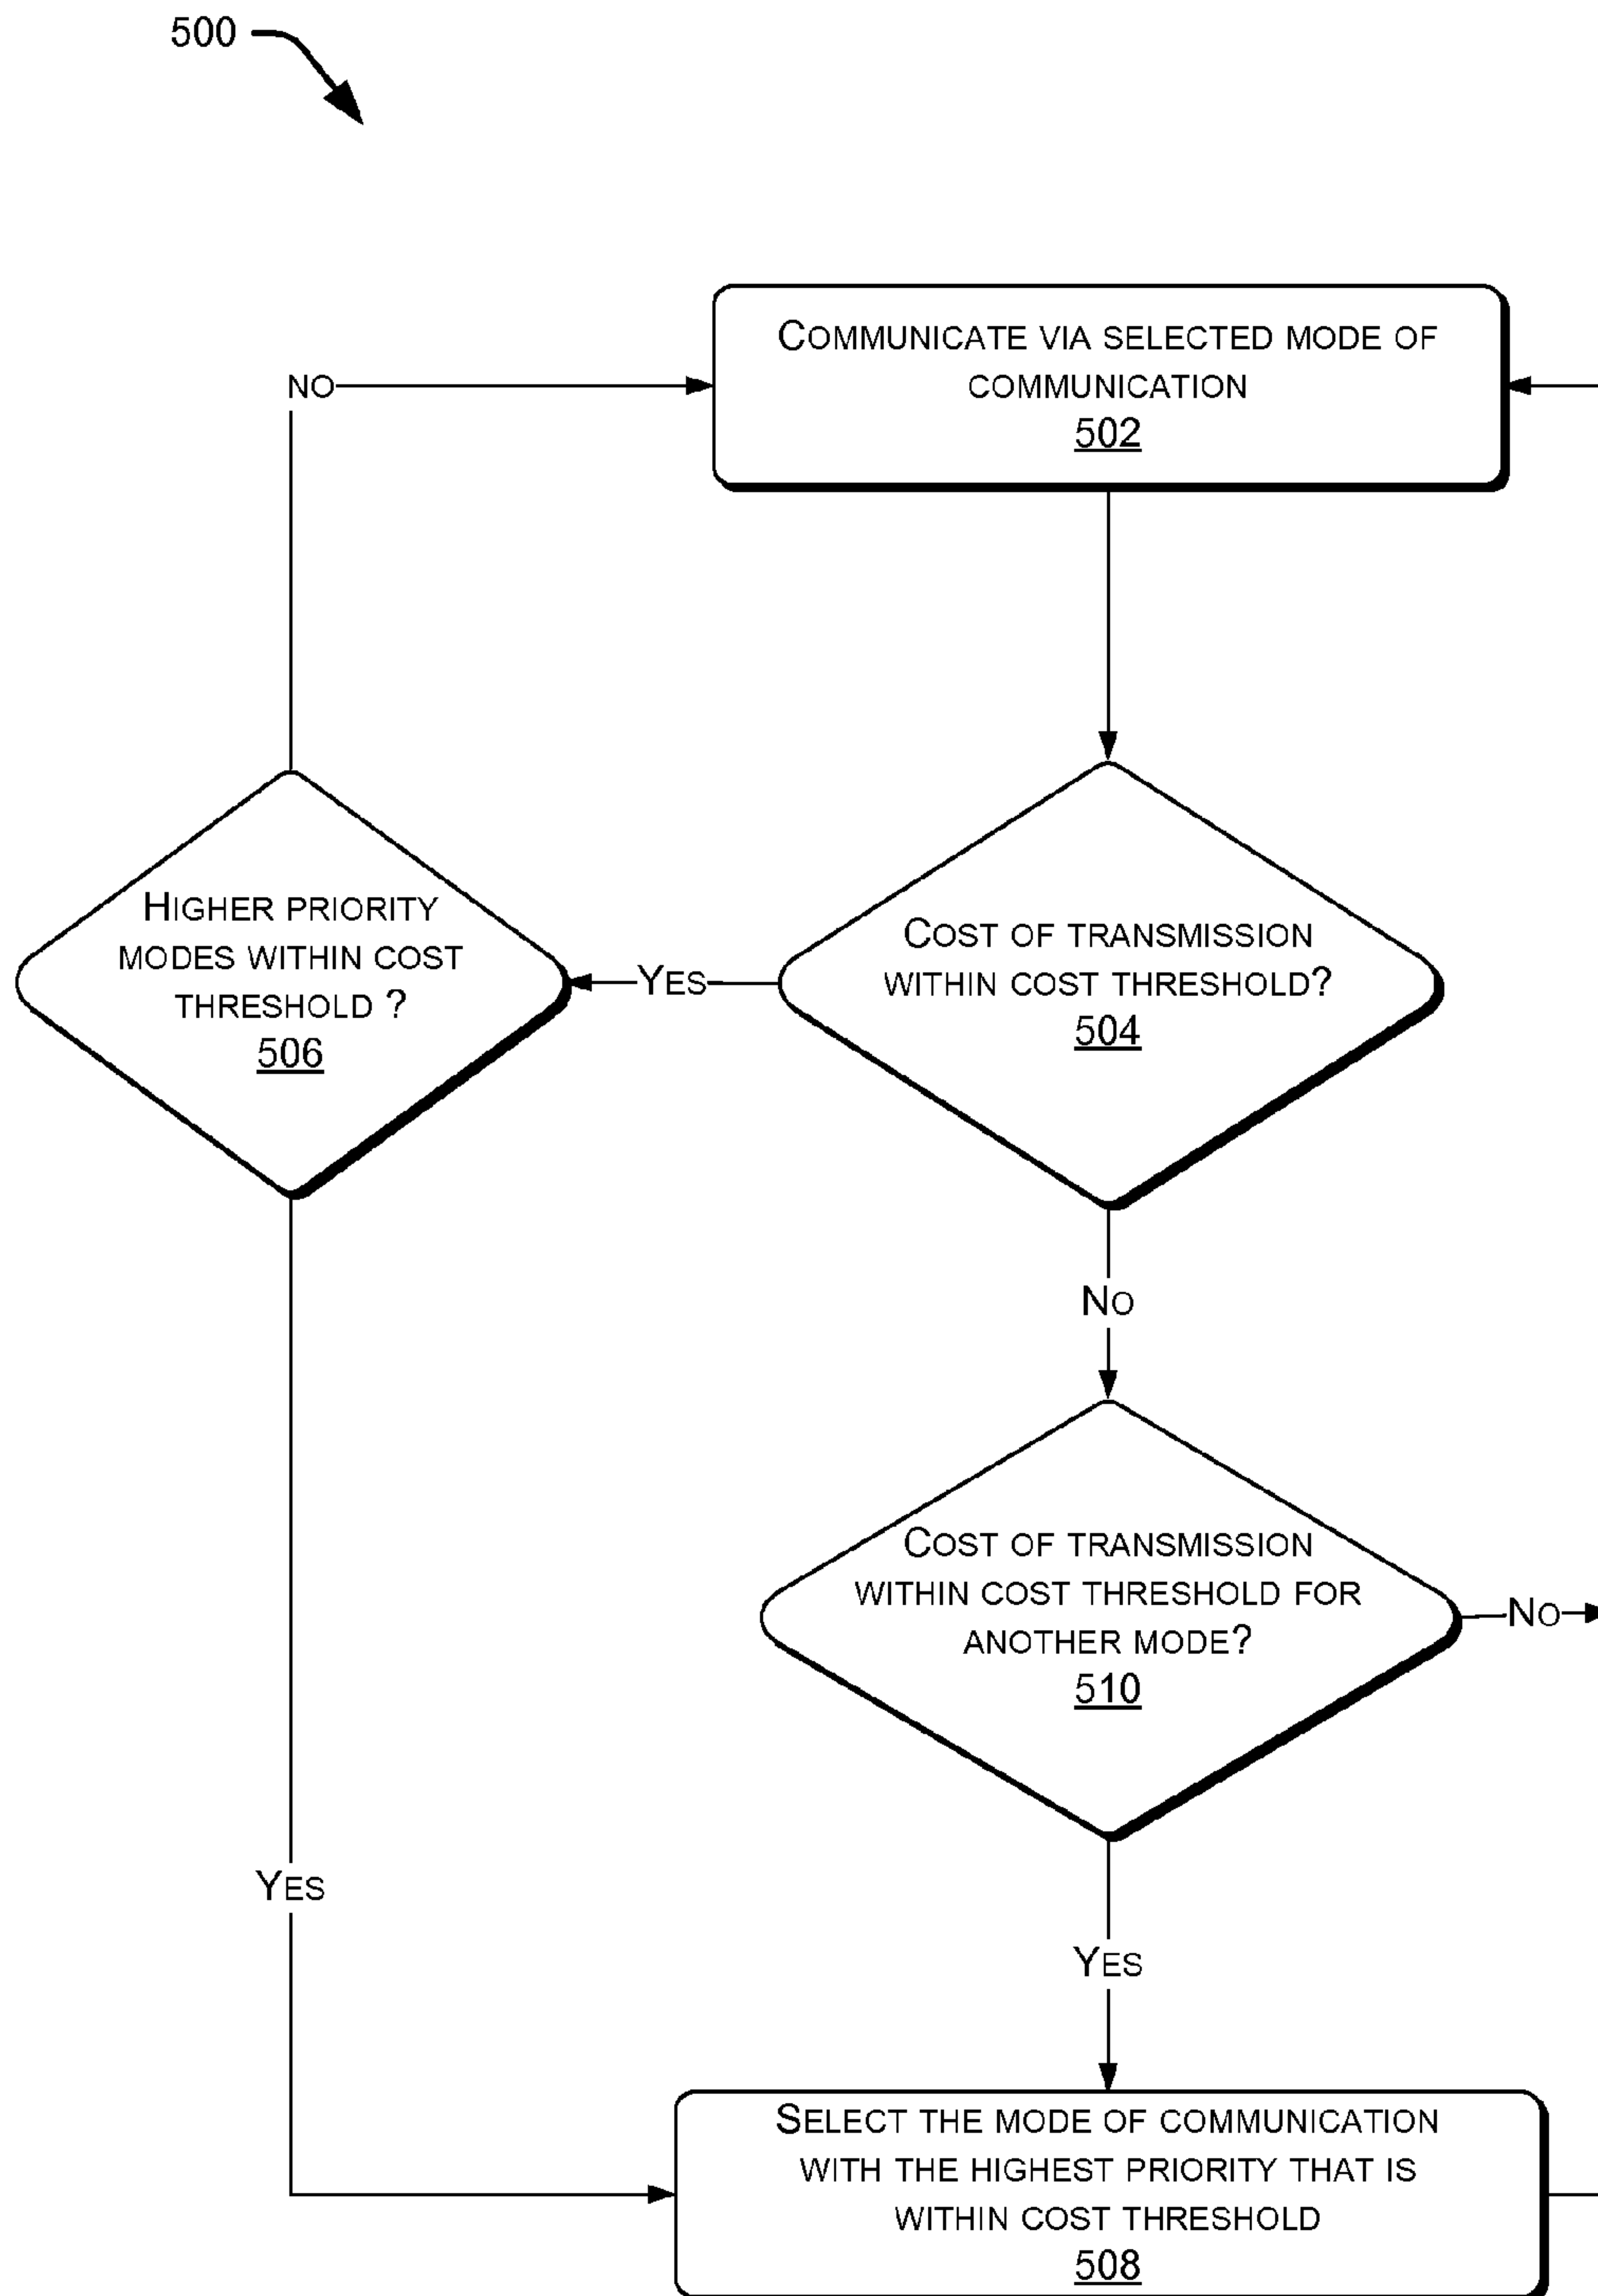 500
COMMUNICATE VIA SELECTED MODE OF
COMMUNICATION
502
NO
HIGHER PRIORITY
MODES WITHIN COST
THRESHOLD ?
506
YES
COST OF TRANSMISSION
WITHIN COST THRESHOLD?
504
NO
COST OF TRANSMISSION
WITHIN COST THRESHOLD FOR
ANOTHER MODE?
510
NO
YES
YES
SELECT THE MODE OF COMMUNICATION
WITH THE HIGHEST PRIORITY THAT IS
WITHIN COST THRESHOLD
508